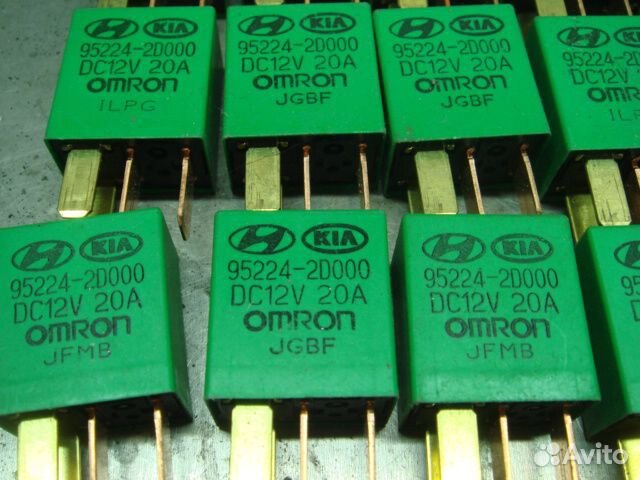 KIA
95224-2D000
DC12V 20A
OMRON
ILPG
KIA
95224-2D000
DC12V 20A
OMRON
JGBF
KIA
95224-2D000
DC12V 20A
OMRON
JGBF
KIA
95224-2D000
DC12V 20A
OMRON
JFMB
KIA
95224-2D000
DC12V 20A
OMRON
JGBF
KIA
95224-2D000
DC12V 20A
OMRON
JFMB
Avito